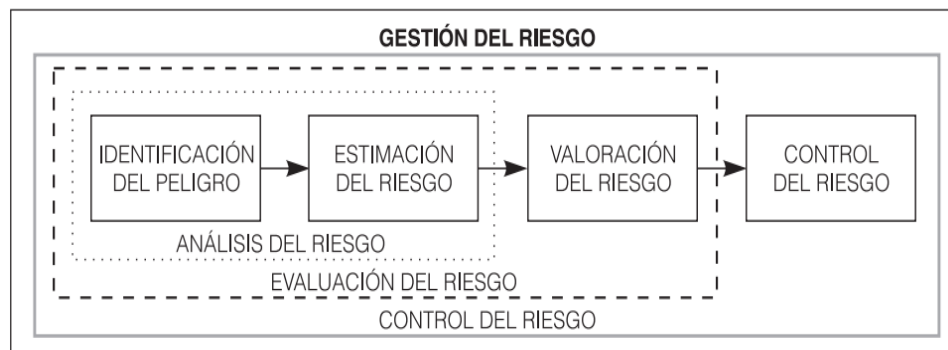 GESTIÓN DEL RIESGO
IDENTIFICACIÓN
DEL PELIGRO
ESTIMACIÓN
DEL RIESGO
VALORACIÓN
DEL RIESGO
CONTROL
DEL RIESGO
ANÁLISIS DEL RIESGO
EVALUACIÓN DEL RIESGO
CONTROL DEL RIESGO